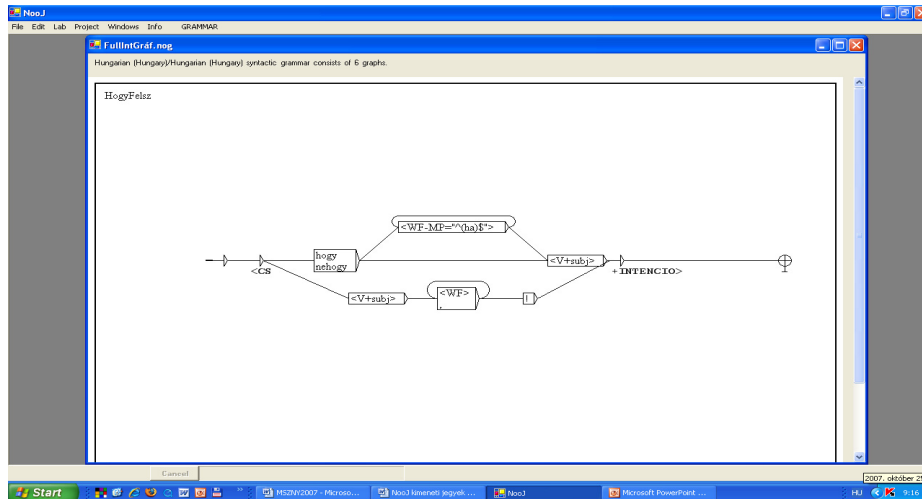 NooJ
File Edit Lab Project Windows Info GRAMMAR
FullIntGráf.nog
Hungarian (Hungary)/Hungarian (Hungary) syntactic grammar consists of 6 graphs.
HogyFelsz
<WF-MP="^(ha)$">
hogy
nehogy
<V+subj>
<CS
+INTENCIO>
<V+subj>
<WF>
,
!
Cancel
2007, október
Start
MSZNY2007 - Microso...
NooJ kimeneti jegyek ...
NooJ
Microsoft PowerPoint ...
HU
9:16